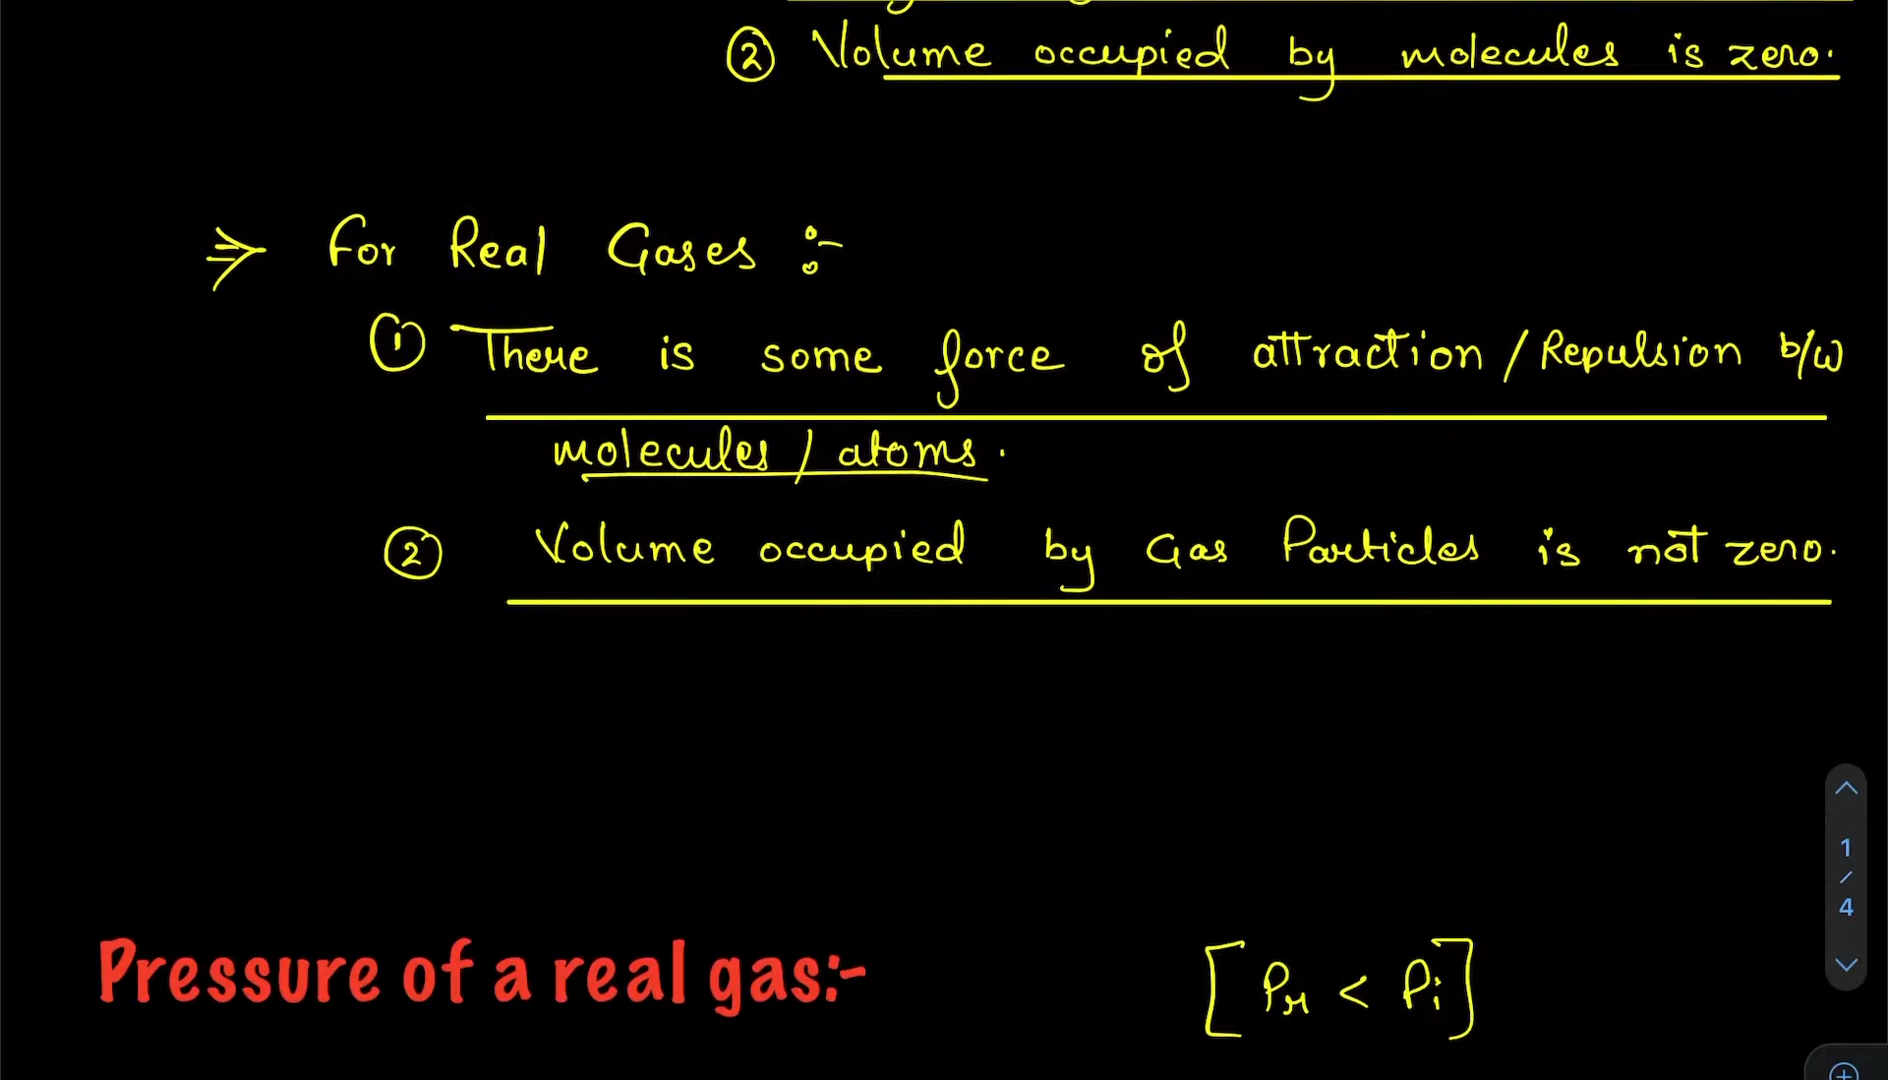 ② Volume occupied by molecules is zero.
⇒ For Real Gases :-
① There is some force of attraction / Repulsion b/w
molecules / atoms.
② Volume occupied by Gas Particles is not zero.
1
/
4
Pressure of a real gas:-
[Pr < Pi]